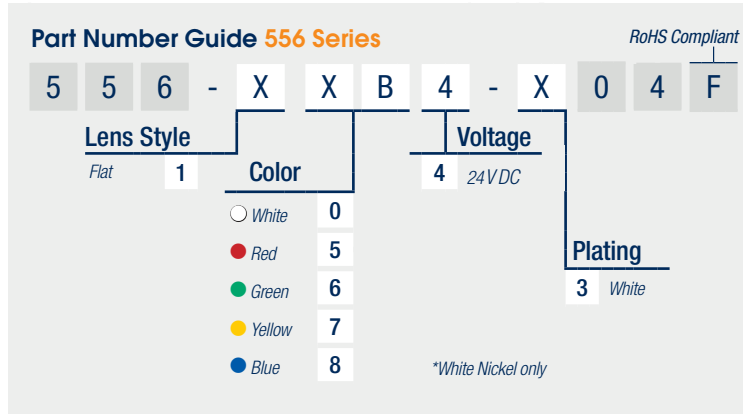 Part Number Guide 556 Series
RoHS Compliant
5 5 6 - X X B 4 - X 0 4 F
Lens Style
Flat 1
Voltage
4 24V DC
Color
White 0
Red 5
Green 6
Yellow 7
Blue 8
Plating
3 White
*White Nickel only